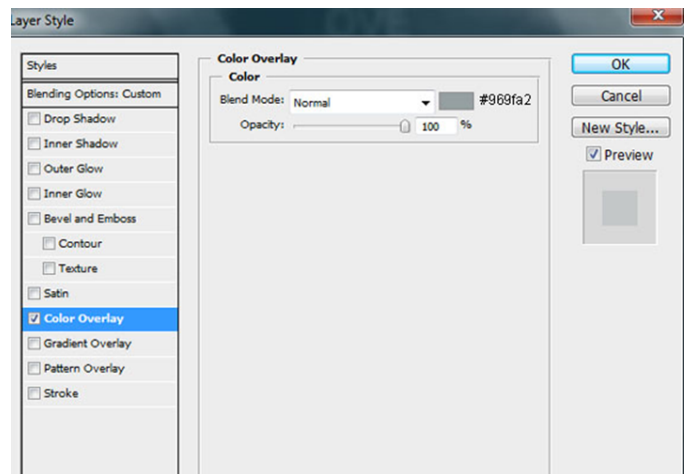 Layer Style
OVE
Styles
Blending Options: Custom
Drop Shadow
Inner Shadow
Outer Glow
Inner Glow
Bevel and Emboss
Contour
Texture
Satin
Color Overlay
Gradient Overlay
Pattern Overlay
Stroke
Color Overlay
Color
Blend Mode: Normal #969fa2
Opacity: 100 %
OK
Cancel
New Style...
Preview